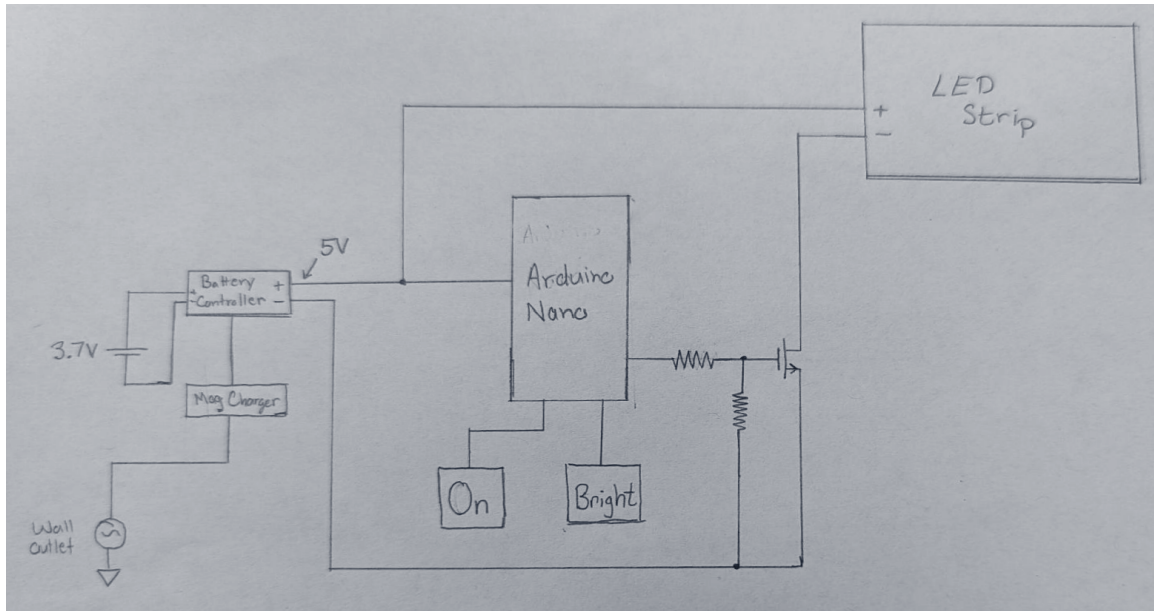 LED
Strip
+
−
5V
Battery +
+
-Controller −
3.7V
Mag Charger
Arduino
Nano
On
Bright
Wall
outlet